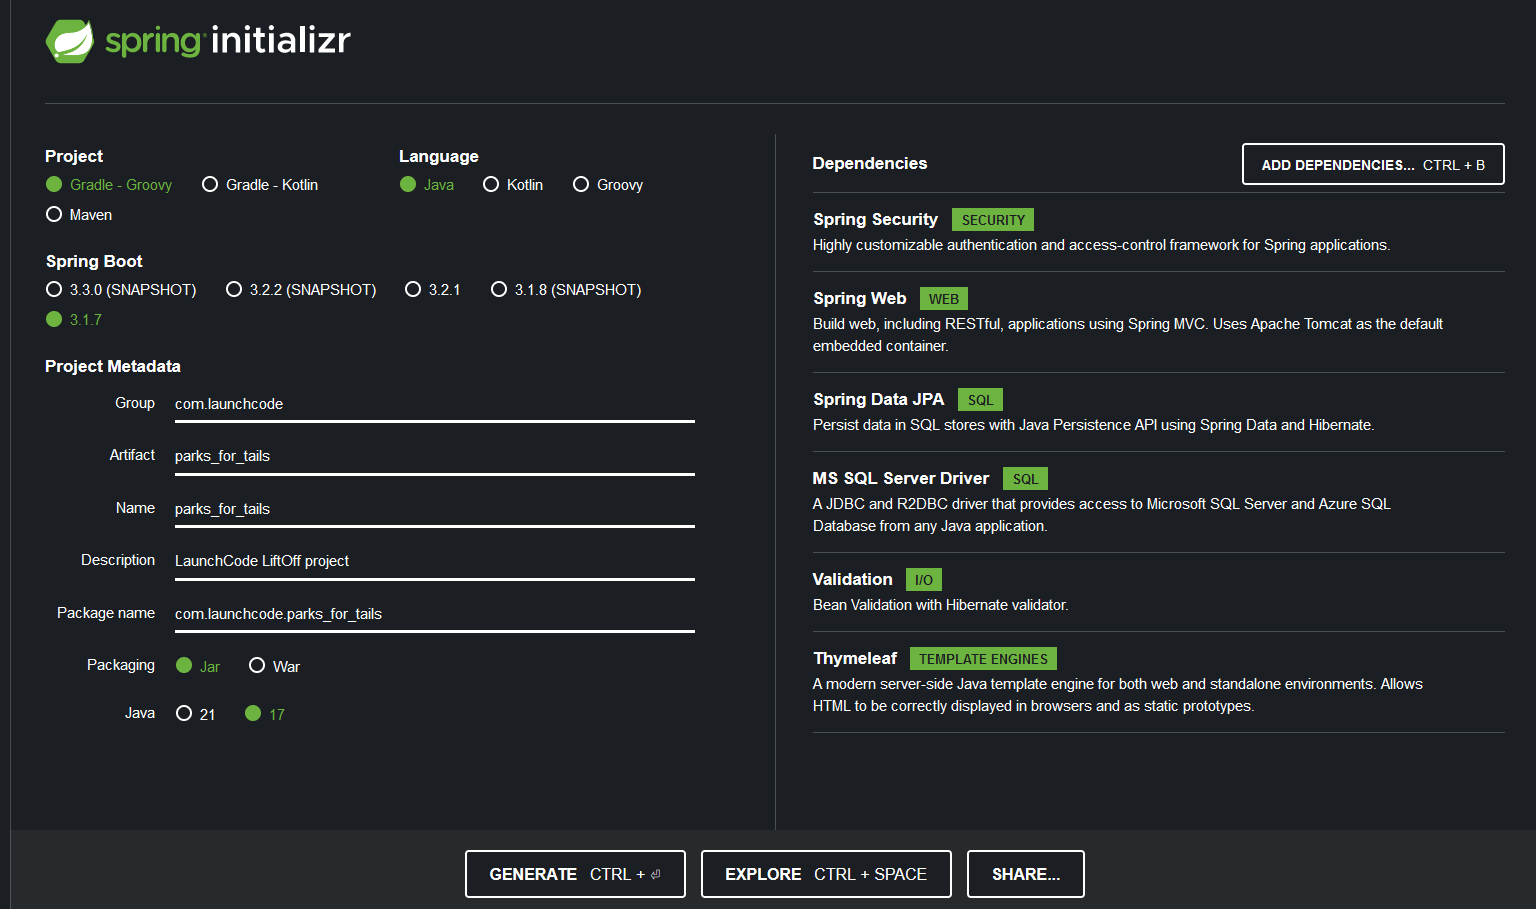 spring initializr
Project
Gradle - Groovy
Gradle - Kotlin
Maven
Language
Java
Kotlin
Groovy
Spring Boot
3.3.0 (SNAPSHOT)
3.2.2 (SNAPSHOT)
3.2.1
3.1.8 (SNAPSHOT)
3.1.7
Project Metadata
Group com.launchcode
Artifact parks_for_tails
Name parks_for_tails
Description LaunchCode LiftOff project
Package name com.launchcode.parks_for_tails
Packaging Jar War
Java 21 17
Dependencies
ADD DEPENDENCIES... CTRL + B
Spring Security SECURITY
Highly customizable authentication and access-control framework for Spring applications.
Spring Web WEB
Build web, including RESTful, applications using Spring MVC. Uses Apache Tomcat as the default
embedded container.
Spring Data JPA SQL
Persist data in SQL stores with Java Persistence API using Spring Data and Hibernate.
MS SQL Server Driver SQL
A JDBC and R2DBC driver that provides access to Microsoft SQL Server and Azure SQL
Database from any Java application.
Validation I/O
Bean Validation with Hibernate validator.
Thymeleaf TEMPLATE ENGINES
A modern server-side Java template engine for both web and standalone environments. Allows
HTML to be correctly displayed in browsers and as static prototypes.
GENERATE CTRL + ⏎
EXPLORE CTRL + SPACE
SHARE...